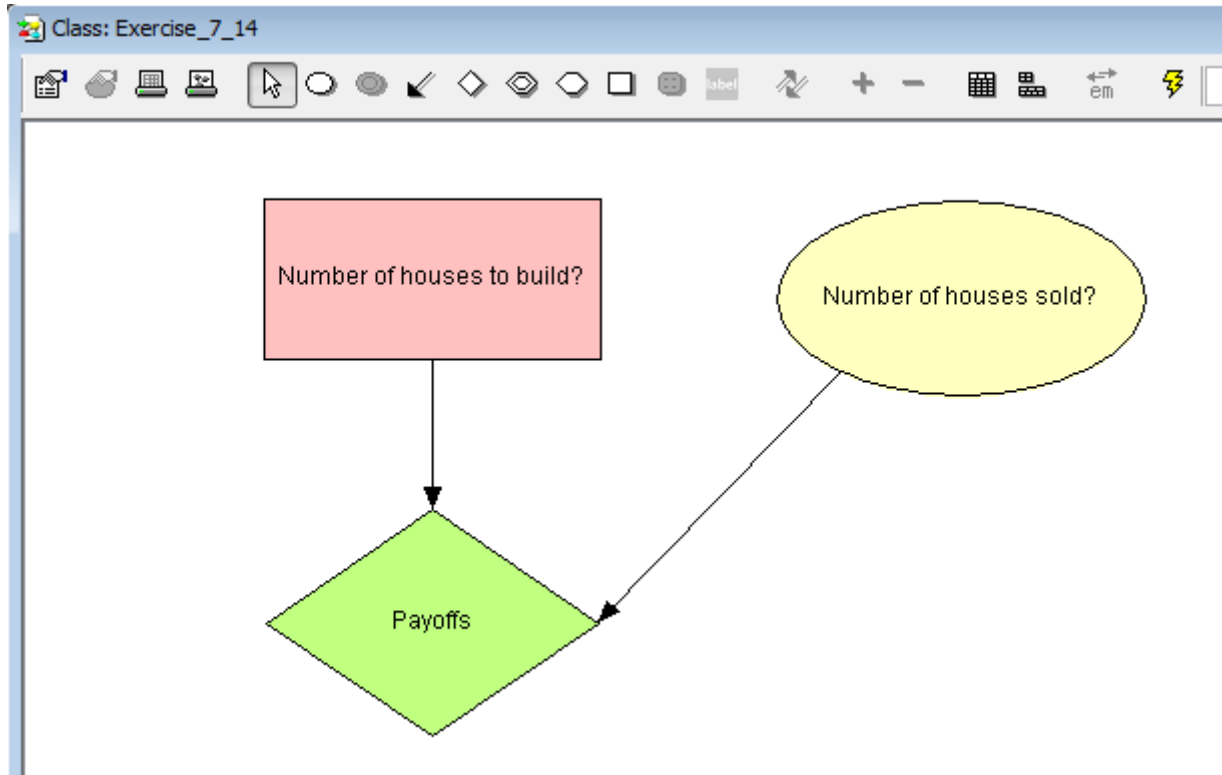 Class: Exercise_7_14
label
em
Number of houses to build?
Number of houses sold?
Payoffs